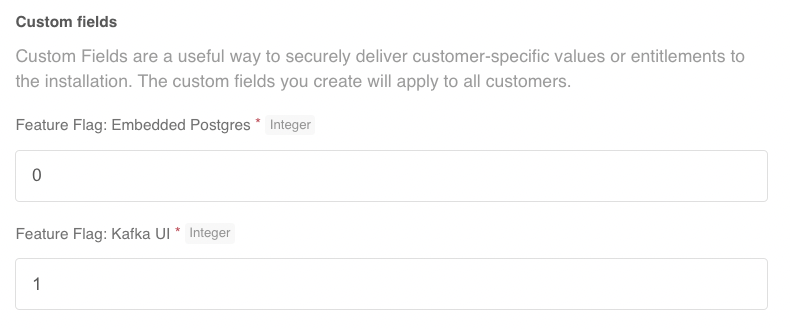 Custom fields
Custom Fields are a useful way to securely deliver customer-specific values or entitlements to
the installation. The custom fields you create will apply to all customers.
Feature Flag: Embedded Postgres * Integer
0
Feature Flag: Kafka UI * Integer
1